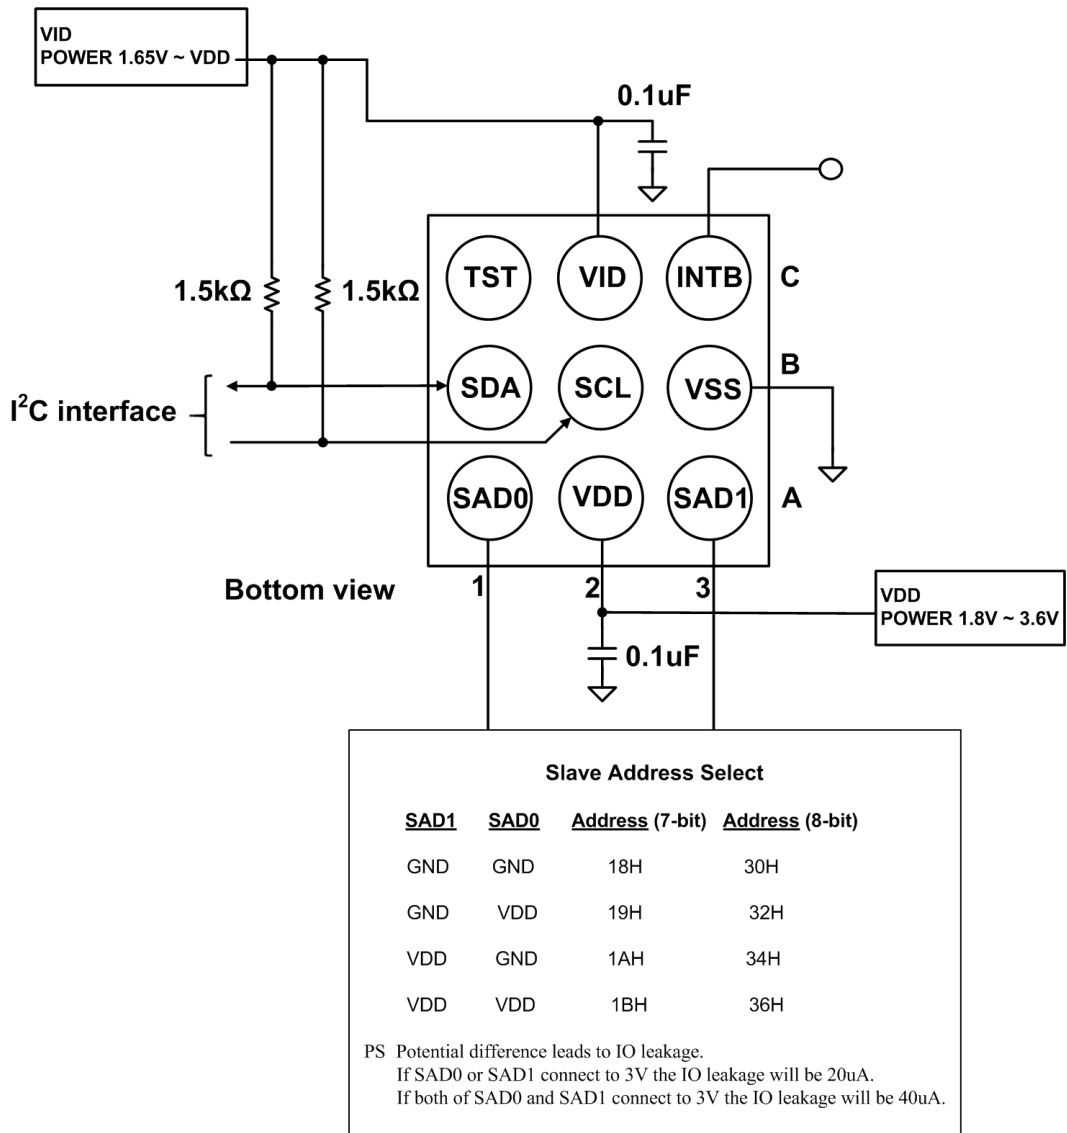 VID
POWER 1.65V ~ VDD
0.1uF
TST VID INTB C
1.5kΩ 1.5kΩ
B
SDA SCL VSS
I²C interface
SAD0 VDD SAD1 A
Bottom view 1 2 3
VDD
POWER 1.8V ~ 3.6V
0.1uF
Slave Address Select
SAD1 SAD0 Address (7-bit) Address (8-bit)
GND GND 18H 30H
GND VDD 19H 32H
VDD GND 1AH 34H
VDD VDD 1BH 36H
PS Potential difference leads to IO leakage.
If SAD0 or SAD1 connect to 3V the IO leakage will be 20uA.
If both of SAD0 and SAD1 connect to 3V the IO leakage will be 40uA.